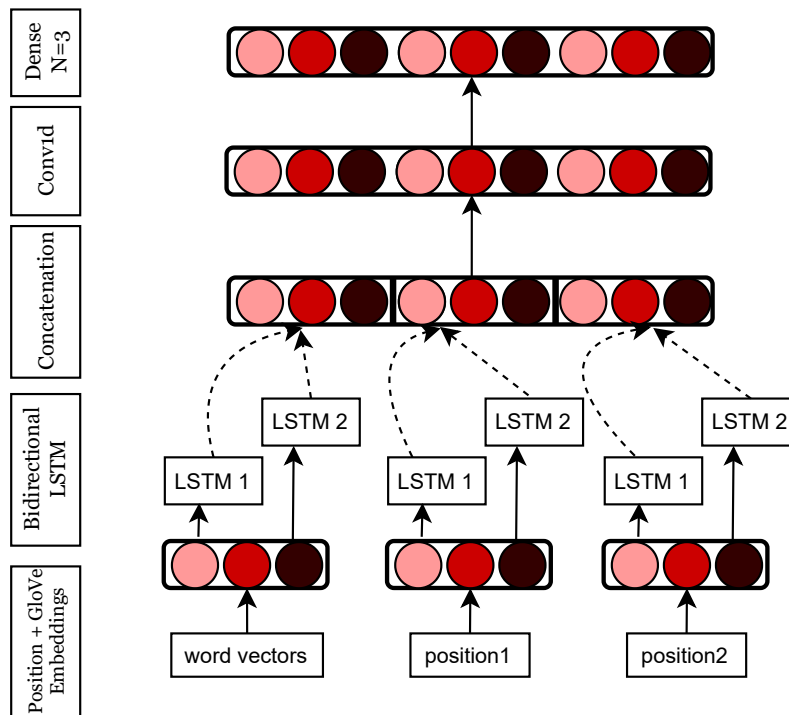 Dense
N=3
Conv1d
Concatenation
Bidirectional
LSTM
Position + GloVe
Embeddings
LSTM 2
LSTM 2
LSTM 2
LSTM 1
LSTM 1
LSTM 1
word vectors
position1
position2